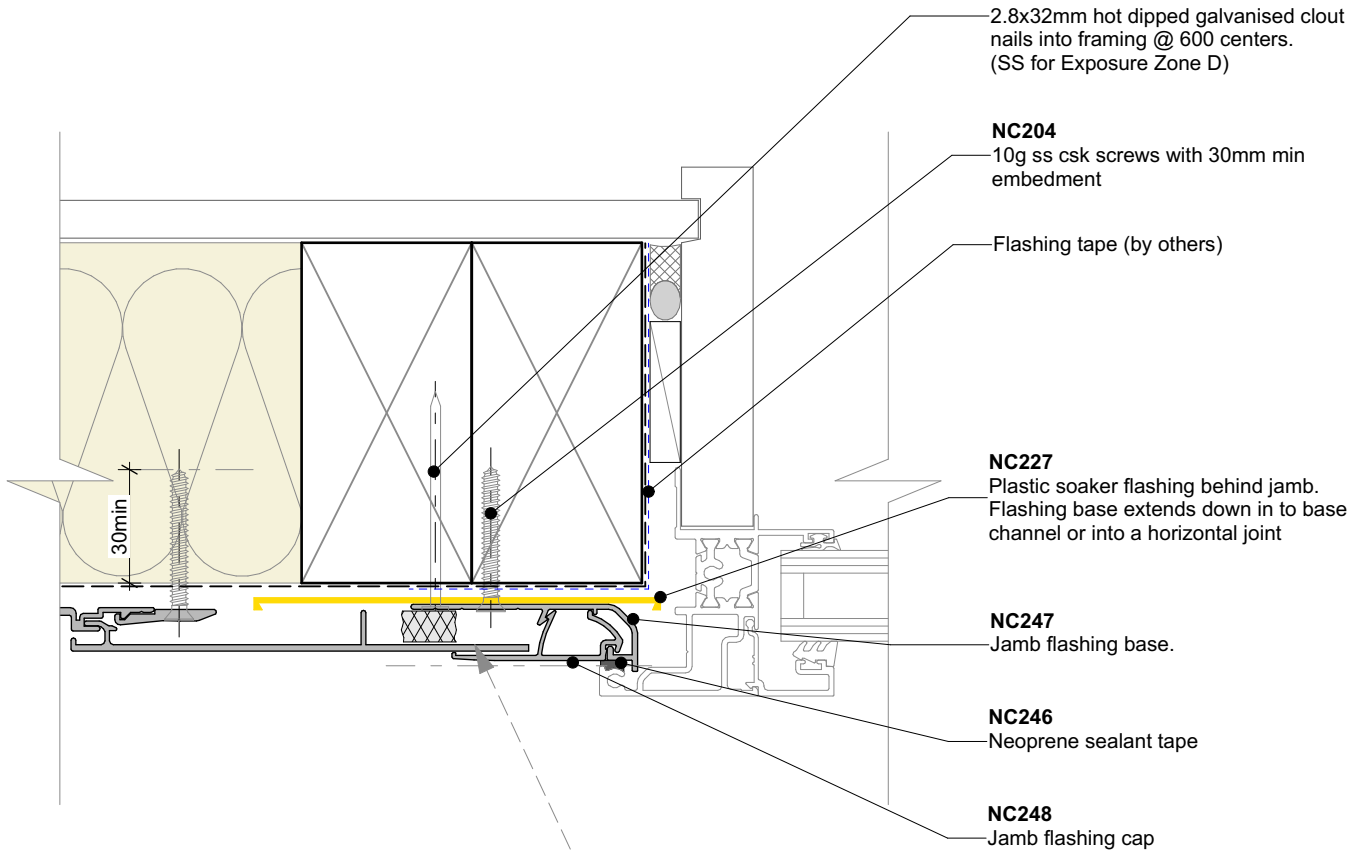 2.8x32mm hot dipped galvanised clout
nails into framing @ 600 centers.
(SS for Exposure Zone D)
NC204
10g ss csk screws with 30mm min
embedment
Flashing tape (by others)
30min
NC227
Plastic soaker flashing behind jamb.
Flashing base extends down in to base
channel or into a horizontal joint
NC247
Jamb flashing base.
NC246
Neoprene sealant tape
NC248
Jamb flashing cap